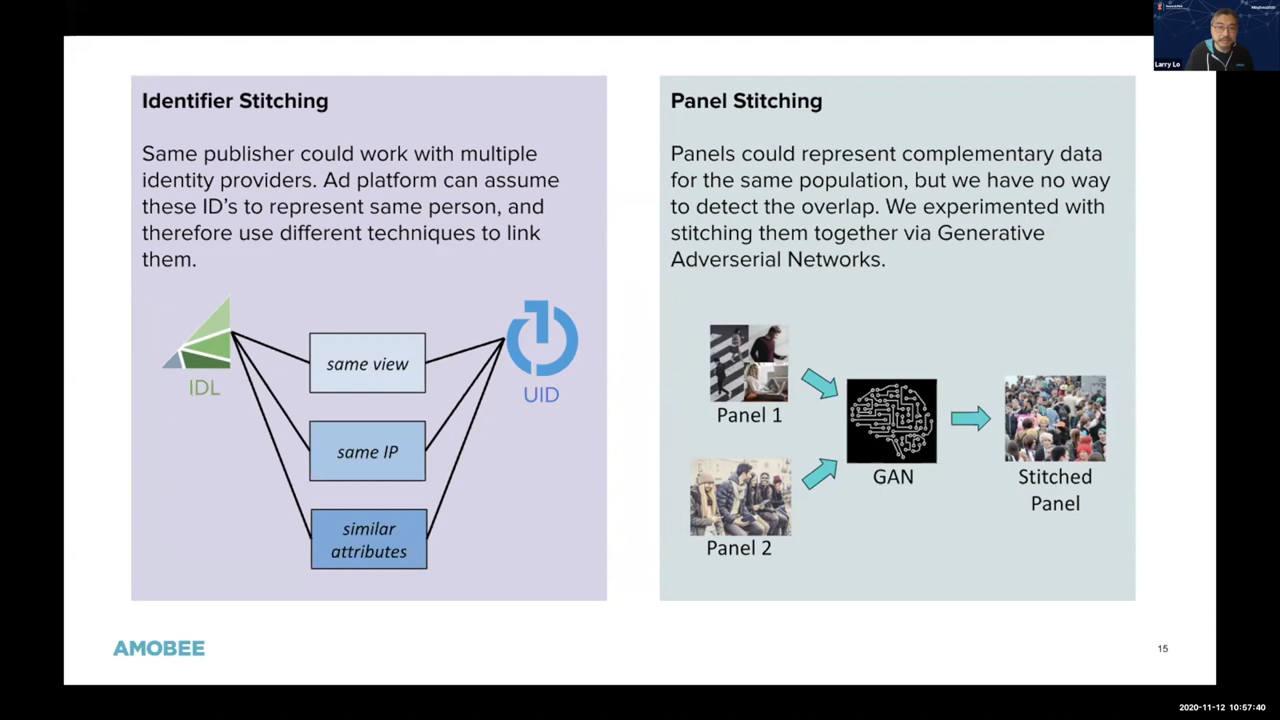 Larry Lo
Identifier Stitching
Same publisher could work with multiple
identity providers. Ad platform can assume
these ID's to represent same person, and
therefore use different techniques to link
them.
IDL
same view
same IP
similar
attributes
UID
Panel Stitching
Panels could represent complementary data
for the same population, but we have no way
to detect the overlap. We experimented with
stitching them together via Generative
Adverserial Networks.
Panel 1
Panel 2
GAN
Stitched
Panel
AMOBEE
15
2020-11-12 10:57:40